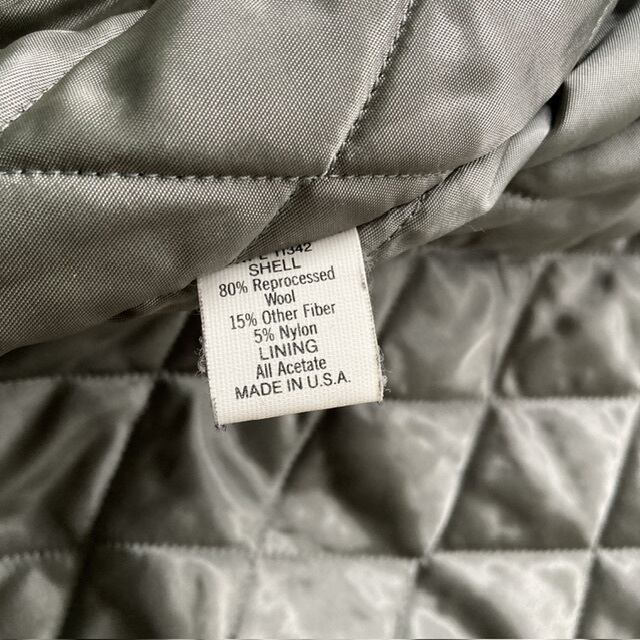 11342
SHELL
80% Reprocessed
Wool
15% Other Fiber
5% Nylon
LINING
All Acetate
MADE IN U.S.A.